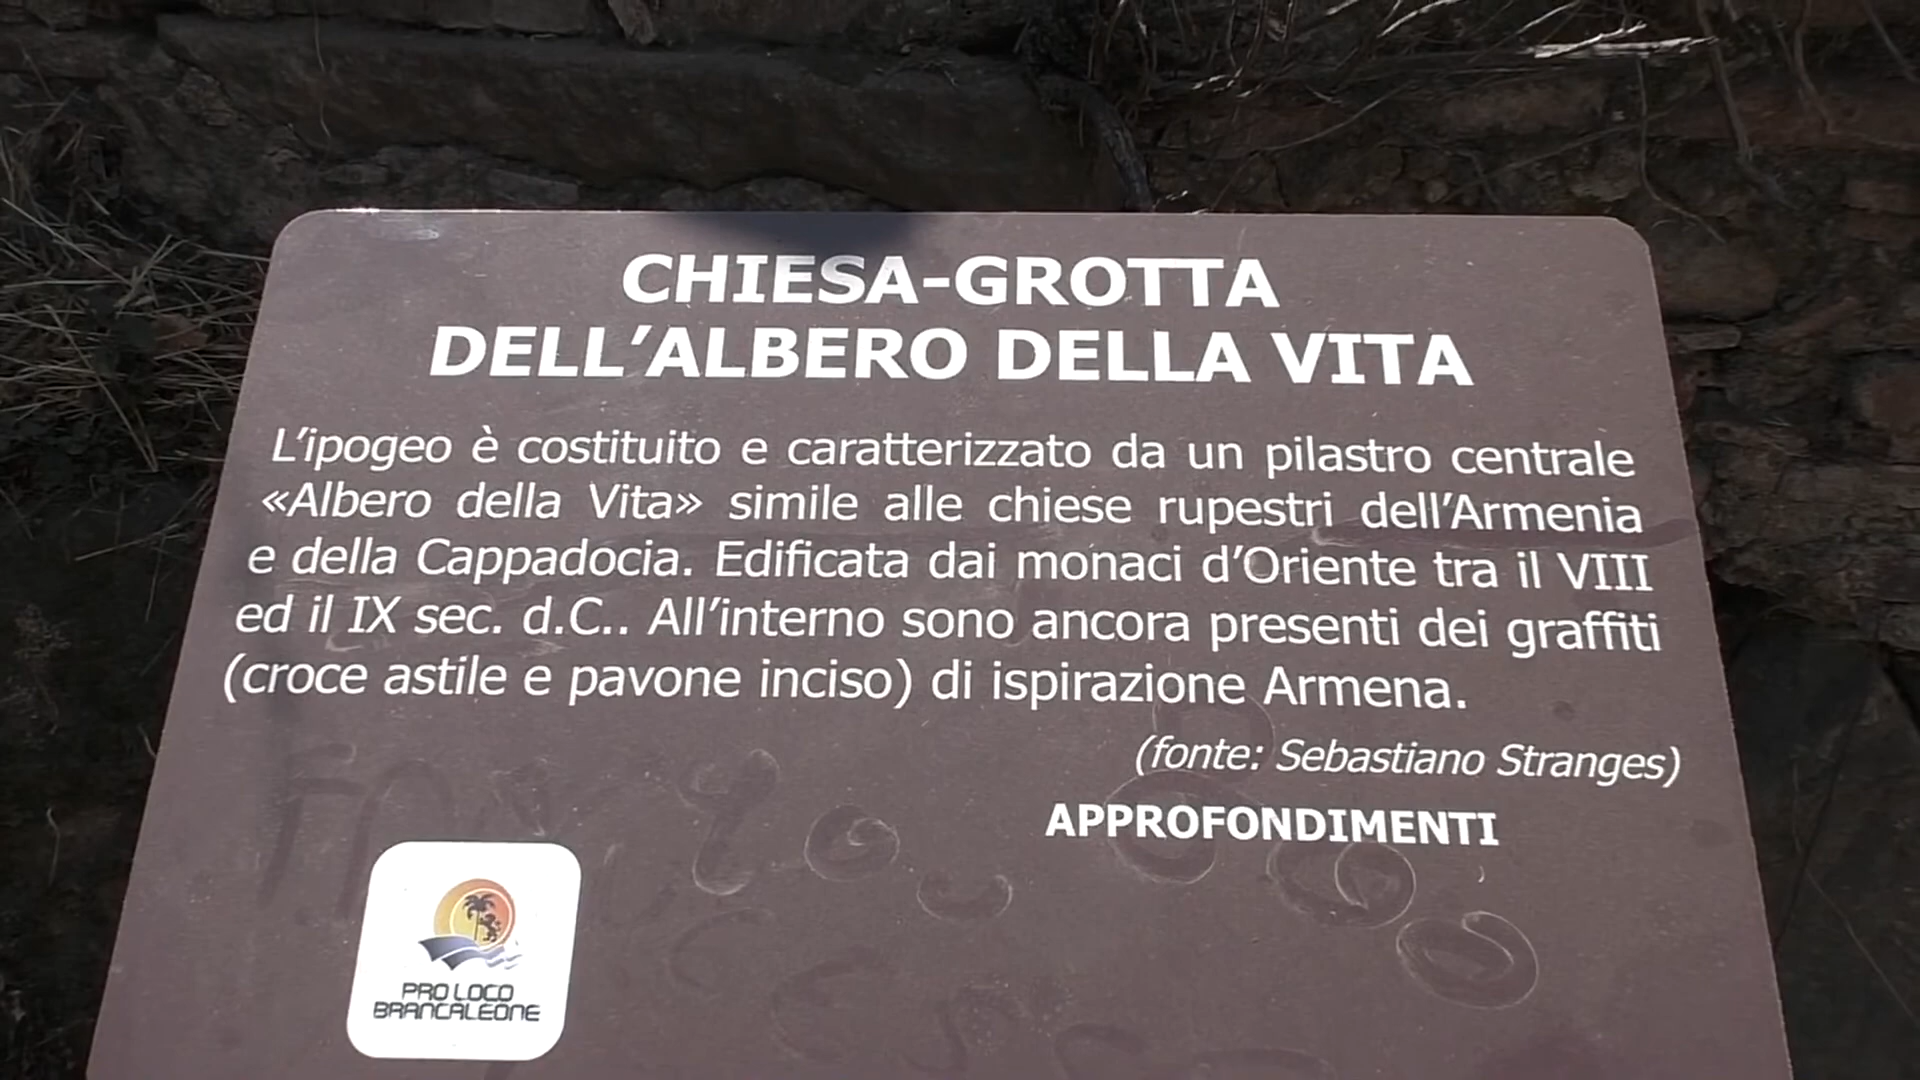 CHIESA-GROTTA
DELL'ALBERO DELLA VITA
L'ipogeo è costituito e caratterizzato da un pilastro centrale
«Albero della Vita» simile alle chiese rupestri dell'Armenia
e della Cappadocia. Edificata dai monaci d'Oriente tra il VIII
ed il IX sec. d.C.. All'interno sono ancora presenti dei graffiti
(croce astile e pavone inciso) di ispirazione Armena.
(fonte: Sebastiano Stranges)
APPROFONDIMENTI
PRO LOCO
BRANCALEONE